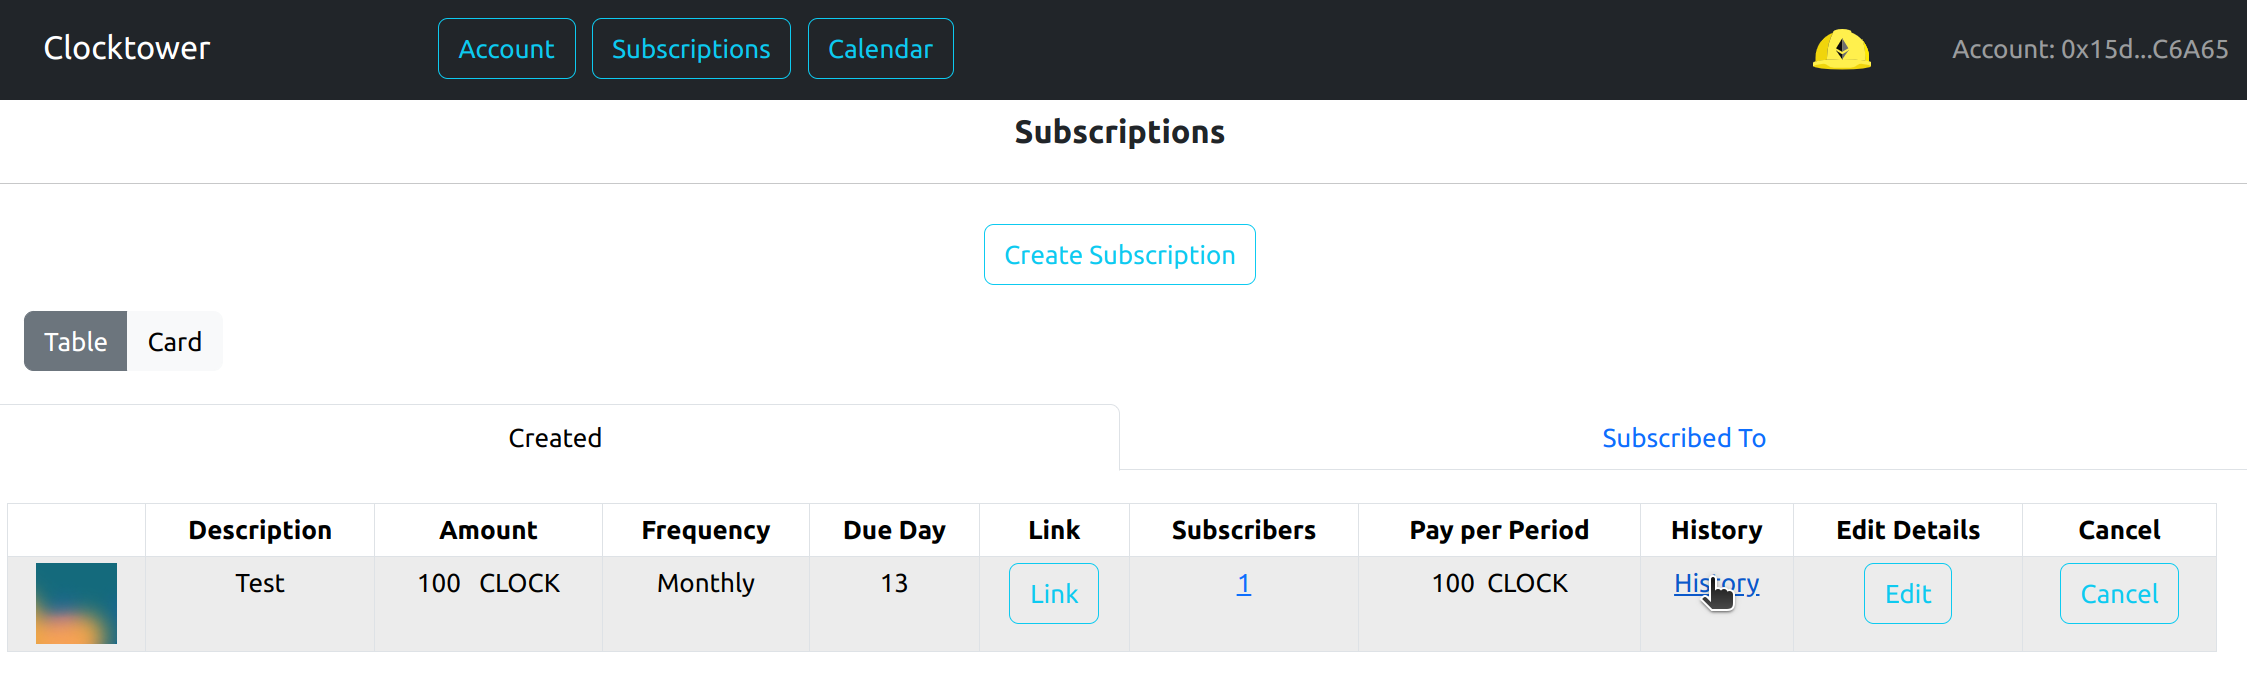 Clocktower Account Subscriptions Calendar Account: 0x15d...C6A65
Subscriptions
Create Subscription
Table Card
Created Subscribed To
Description Amount Frequency Due Day Link Subscribers Pay per Period History Edit Details Cancel
Test 100 CLOCK Monthly 13 Link 1 100 CLOCK History Edit Cancel